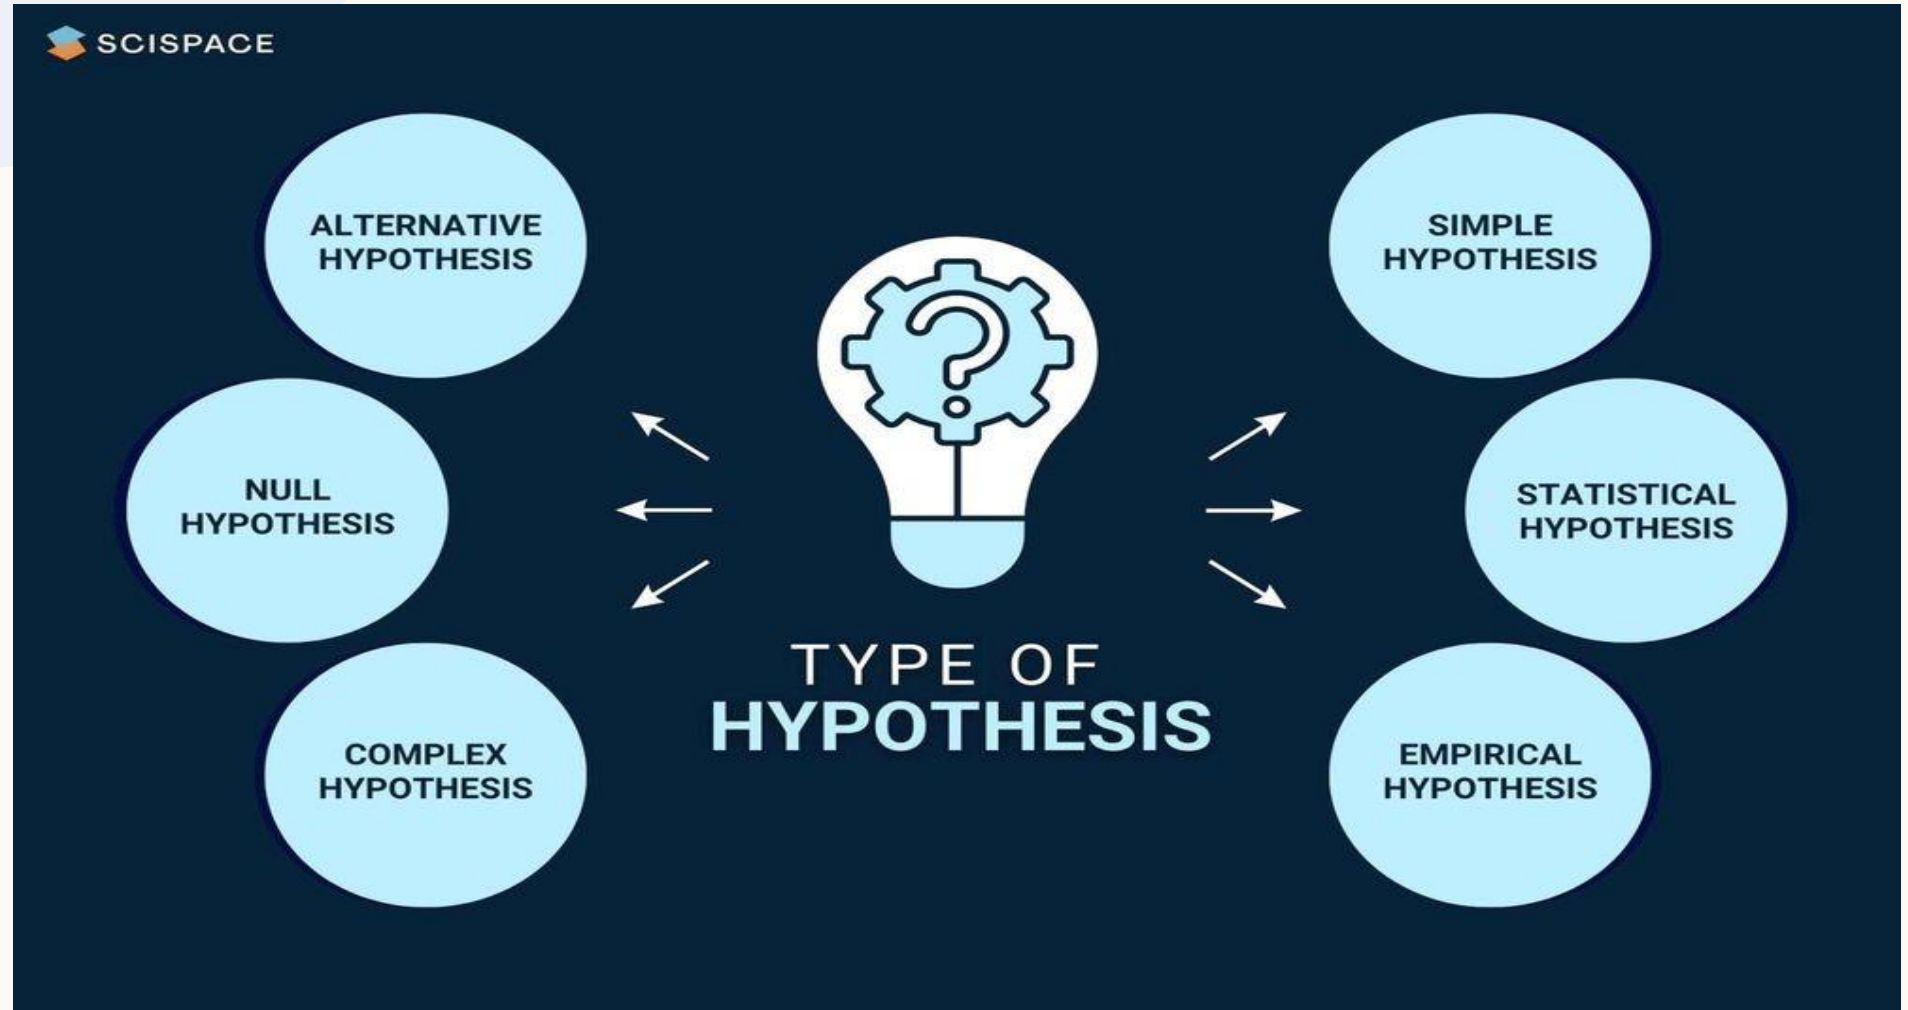 SCISPACE
ALTERNATIVE
HYPOTHESIS
NULL
HYPOTHESIS
COMPLEX
HYPOTHESIS
?
TYPE OF
HYPOTHESIS
SIMPLE
HYPOTHESIS
STATISTICAL
HYPOTHESIS
EMPIRICAL
HYPOTHESIS